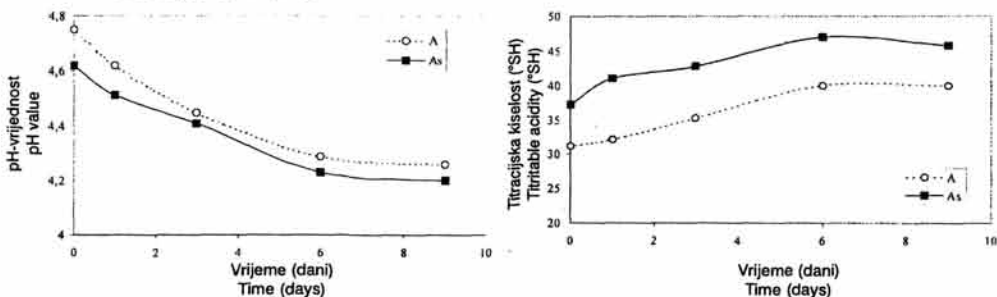 4,8
4,6
4,4
4,2
4
0
2
4
6
8
10
pH-vrijednost
pH value
Vrijeme (dani)
Time (days)
A
As
50
45
40
35
30
25
20
0
2
4
6
8
10
Titracijska kiselost (°SH)
Titritable acidity (°SH)
Vrijeme (dani)
Time (days)
A
As